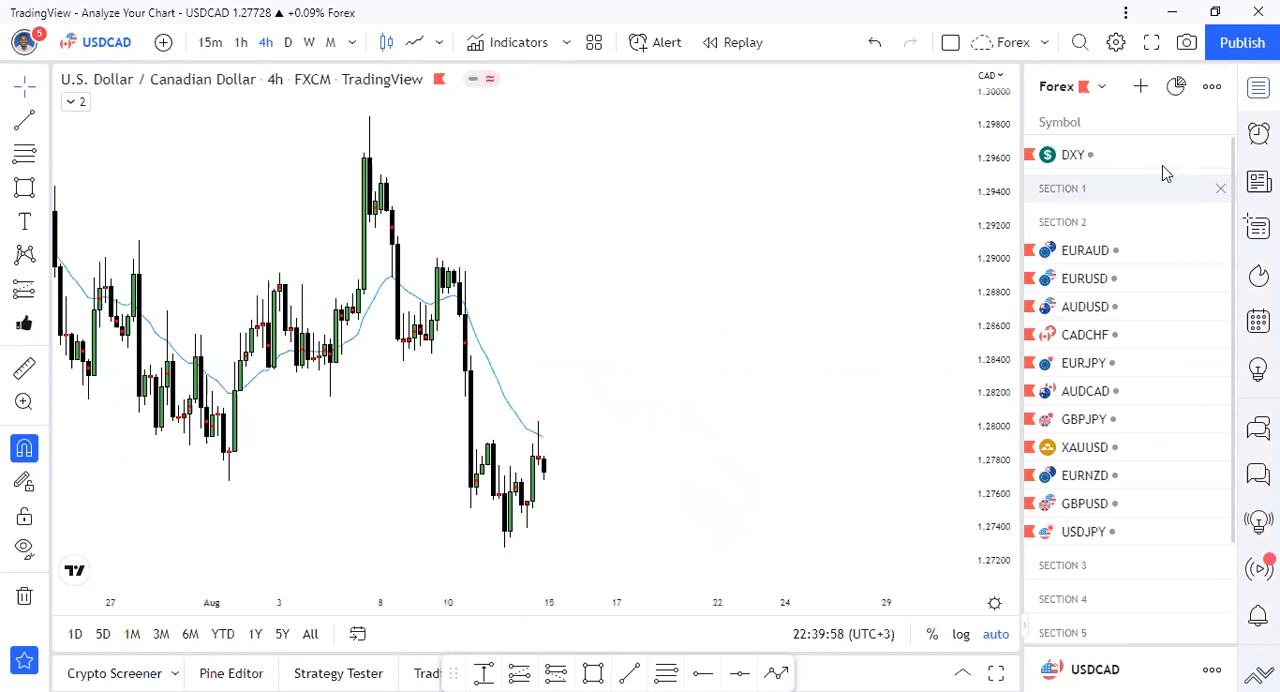 TradingView - Analyze Your Chart - USDCAD 1.27728 ▲ +0.09% Forex
5
USDCAD
15m 1h 4h D W M
Indicators
Alert
Replay
Forex
Publish
U.S. Dollar / Canadian Dollar · 4h · FXCM · TradingView
2
CAD
1.30000
1.29800
1.29600
1.29400
1.29200
1.29000
1.28800
1.28600
1.28400
1.28200
1.28000
1.27800
1.27600
1.27400
1.27200
27 Aug 3 8 10 15 17 22 24 29
1D 5D 1M 3M 6M YTD 1Y 5Y All
22:39:58 (UTC+3) % log auto
Crypto Screener Pine Editor Strategy Tester Tradi
Forex
Symbol
DXY
SECTION 1
SECTION 2
EURAUD
EURUSD
AUDUSD
CADCHF
EURJPY
AUDCAD
GBPJPY
XAUUSD
EURNZD
GBPUSD
USDJPY
SECTION 3
SECTION 4
SECTION 5
USDCAD